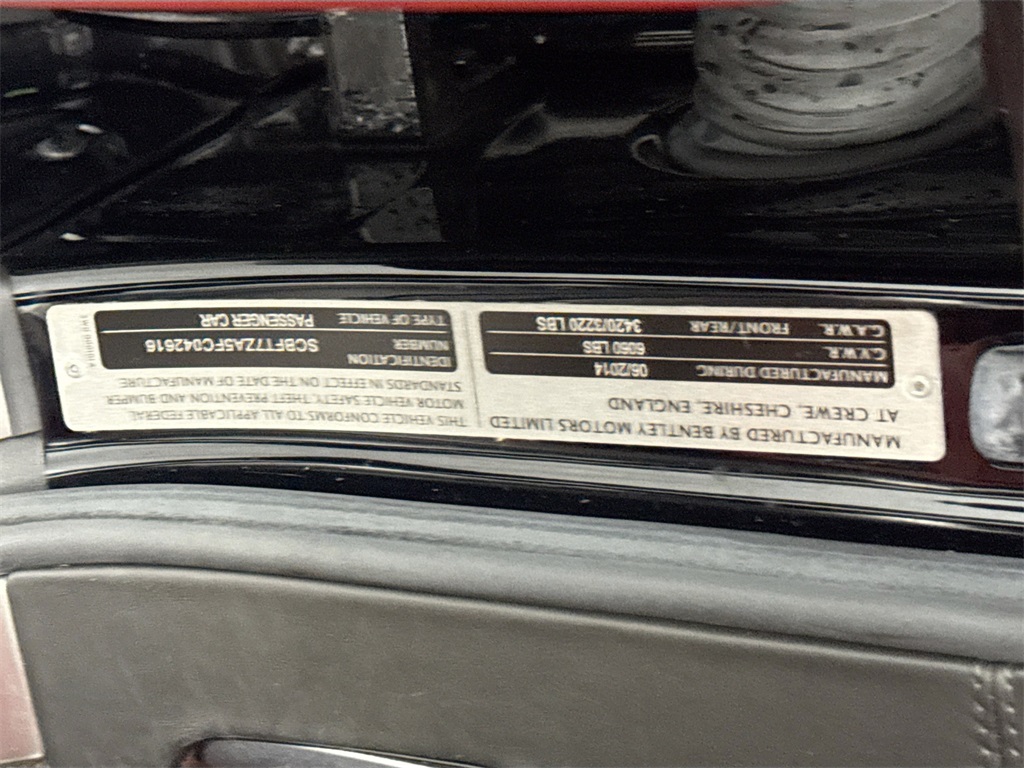 MANUFACTURED BY BENTLEY MOTORS LIMITED
AT CREWE, CHESHIRE, ENGLAND
MANUFACTURED DURING 06/2014
G.V.W.R. 6060 LBS
G.A.W.R. FRONT/REAR 3420/3220 LBS
THIS VEHICLE CONFORMS TO ALL APPLICABLE FEDERAL
MOTOR VEHICLE SAFETY, THEFT PREVENTION AND BUMPER
STANDARDS IN EFFECT ON THE DATE OF MANUFACTURE
IDENTIFICATION
NUMBER SCBF77ZA5FC042616
TYPE OF VEHICLE PASSENGER CAR